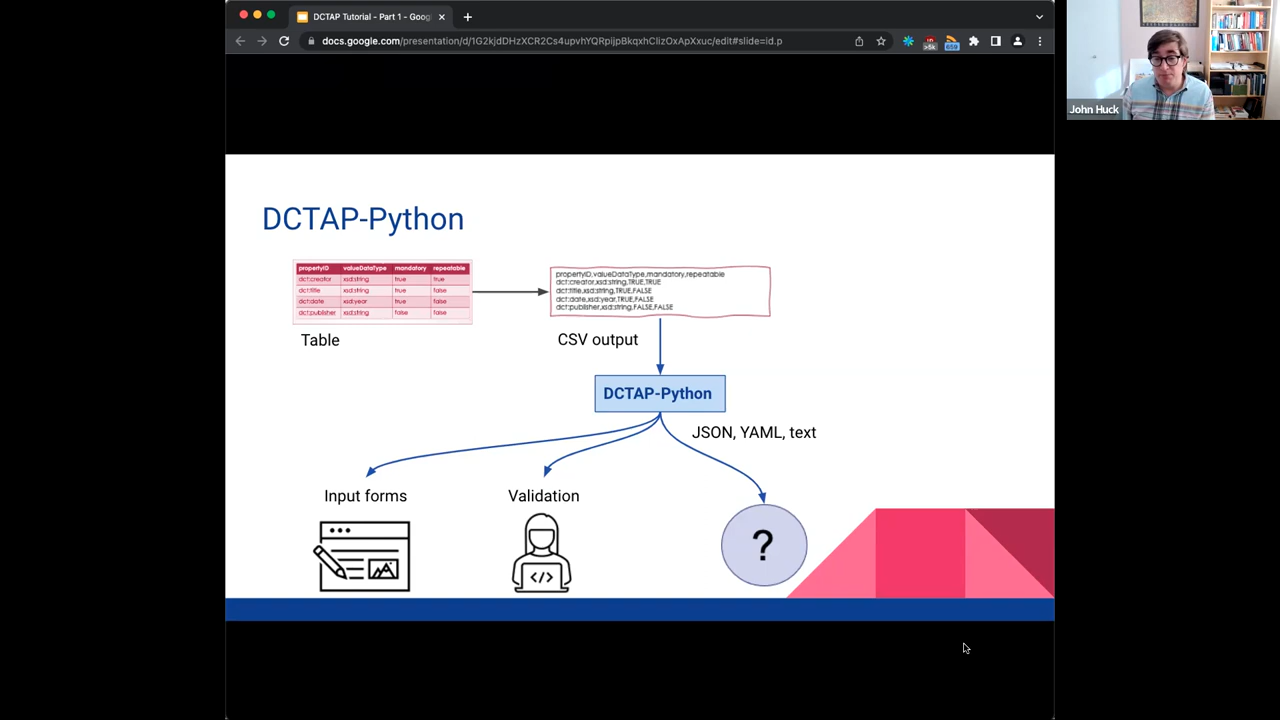 DCTAP Tutorial - Part 1 - Goog
docs.google.com/presentation/d/1G2kjdDHzXCR2Cs4upvhYQRpijpBkqxhCIizOxApXxuc/edit#slide=id.p
>5k
659
John Huck
DCTAP-Python
propertyID valueDataType mandatory repeatable
dct:creator xsd:string true true
dct:title xsd:string true false
dct:date xsd:year true false
dct:publisher xsd:string false false
propertyID,valueDataType,mandatory,repeatable
dct:creator,xsd:string,TRUE,TRUE
dct:title,xsd:string,TRUE,FALSE
dct:date,xsd:year,TRUE,FALSE
dct:publisher,xsd:string,FALSE,FALSE
Table
CSV output
DCTAP-Python
JSON, YAML, text
Input forms
Validation
</>
?